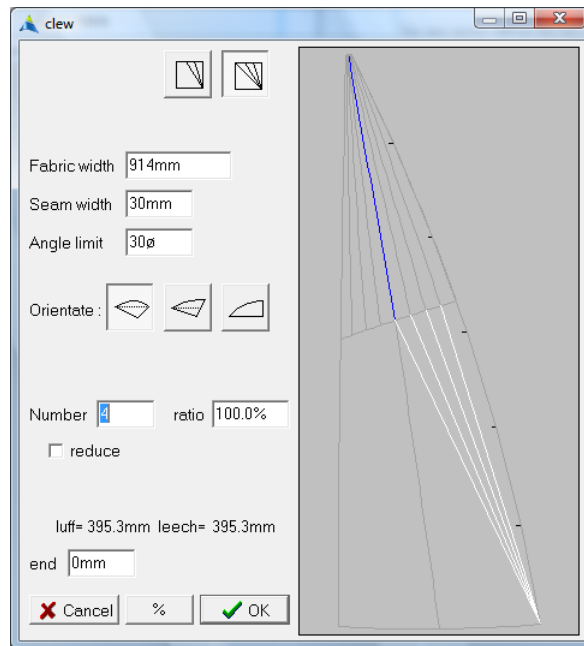 clew
Fabric width 914mm
Seam width 30mm
Angle limit 30ø
Orientate :
Number 4 ratio 100.0%
reduce
luff= 395.3mm leech= 395.3mm
end 0mm
Cancel % OK